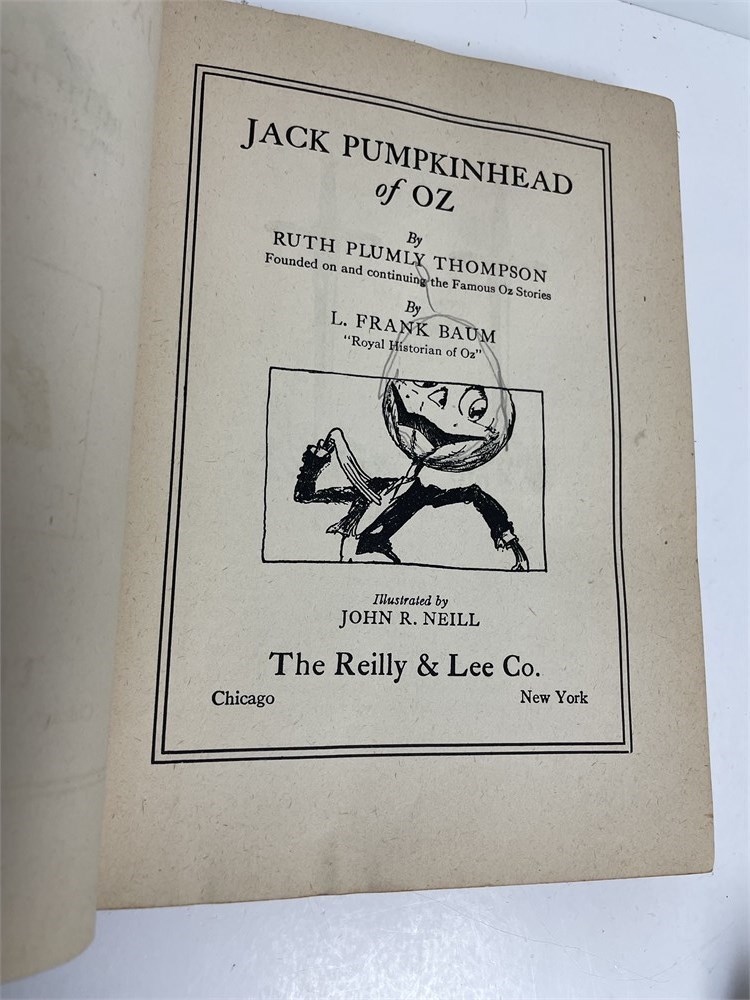 JACK PUMPKINHEAD
of OZ
By
RUTH PLUMLY THOMPSON
Founded on and continuing the Famous Oz Stories
By
L. FRANK BAUM
"Royal Historian of Oz"
Illustrated by
JOHN R. NEILL
The Reilly & Lee Co.
Chicago New York